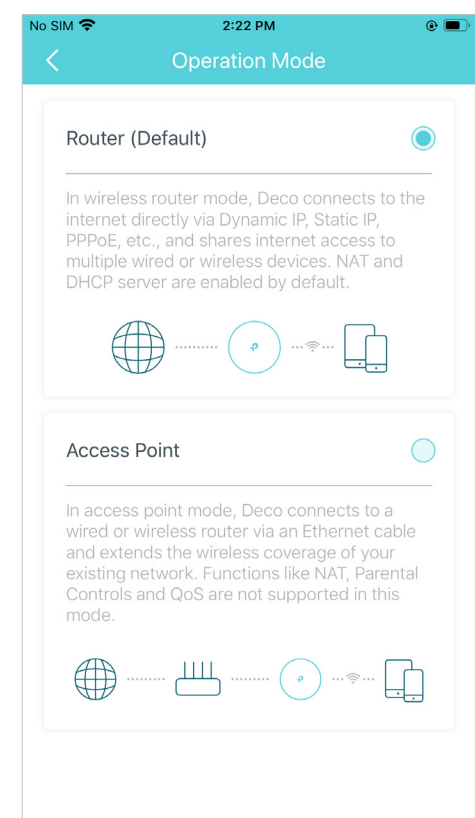 No SIM 2:22 PM
Operation Mode
Router (Default)
In wireless router mode, Deco connects to the
internet directly via Dynamic IP, Static IP,
PPPoE, etc., and shares internet access to
multiple wired or wireless devices. NAT and
DHCP server are enabled by default.
Access Point
In access point mode, Deco connects to a
wired or wireless router via an Ethernet cable
and extends the wireless coverage of your
existing network. Functions like NAT, Parental
Controls and QoS are not supported in this
mode.